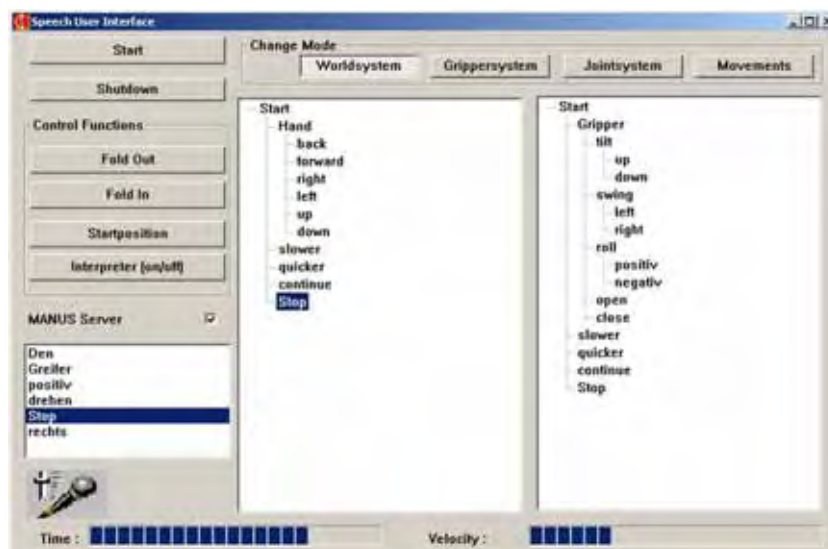 Speech User Interface
Start
Shutdown
Control Functions
Fold Out
Fold In
Startposition
Interpreter (on/off)
MANUS Server
Den
Greifer
positiv
drehen
Stop
rechts
Change Mode
Worldsystem Grippersystem Jointsystem Movements
Start
Hand
back
forward
right
left
up
down
slower
quicker
continue
Stop
Start
Gripper
tilt
up
down
swing
left
right
roll
positiv
negativ
open
close
slower
quicker
continue
Stop
Time : Velocity :